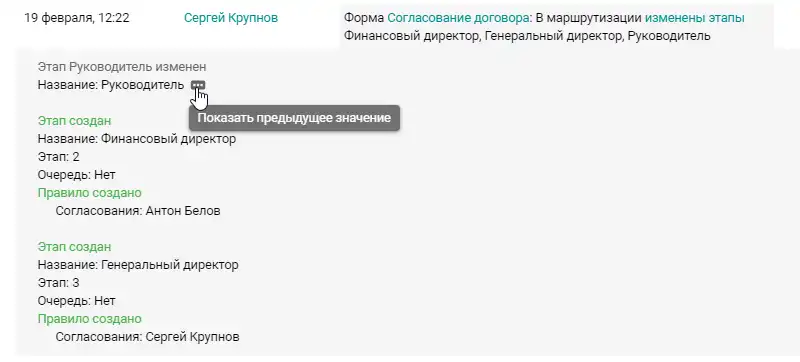 19 февраля, 12:22 Сергей Крупнов Форма Согласование договора: В маршрутизации изменены этапы
Финансовый директор, Генеральный директор, Руководитель
Этап Руководитель изменен
Название: Руководитель
Показать предыдущее значение
Этап создан
Название: Финансовый директор
Этап: 2
Очередь: Нет
Правило создано
Согласования: Антон Белов
Этап создан
Название: Генеральный директор
Этап: 3
Очередь: Нет
Правило создано
Согласования: Сергей Крупнов